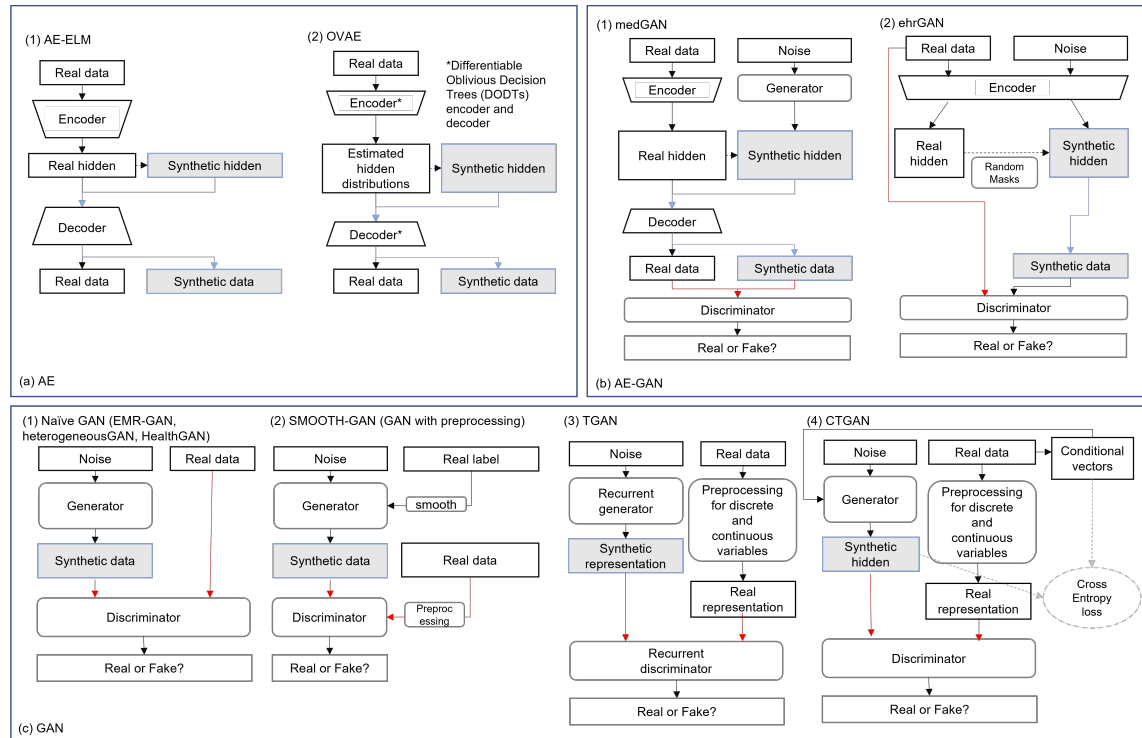 (1) AE-ELM
Real data
Encoder
Real hidden
Synthetic hidden
Decoder
Real data
Synthetic data
(2) OVAE
Real data
Encoder*
*Differentiable
Oblivious Decision
Trees (DODTs)
encoder and
decoder
Estimated
hidden
distributions
Synthetic hidden
Decoder*
Real data
Synthetic data
(a) AE
(1) medGAN
Real data
Noise
Encoder
Generator
Real hidden
Synthetic hidden
Decoder
Real data
Synthetic data
Discriminator
Real or Fake?
(2) ehrGAN
Real data
Noise
Encoder
Real
hidden
Random
Masks
Synthetic
hidden
Synthetic data
Discriminator
Real or Fake?
(b) AE-GAN
(1) Naïve GAN (EMR-GAN,
heterogeneousGAN, HealthGAN)
Noise
Real data
Generator
Synthetic data
Discriminator
Real or Fake?
(2) SMOOTH-GAN (GAN with preprocessing)
Noise
Real label
Generator
smooth
Synthetic data
Real data
Discriminator
Preproc
essing
Real or Fake?
(3) TGAN
Noise
Real data
Recurrent
generator
Preprocessing
for discrete
and
continuous
variables
Synthetic
representation
Real
representation
Recurrent
discriminator
Real or Fake?
(4) CTGAN
Noise
Real data
Conditional
vectors
Generator
Preprocessing
for discrete
and
continuous
variables
Synthetic
hidden
Real
representation
Cross
Entropy
loss
Discriminator
Real or Fake?
(c) GAN